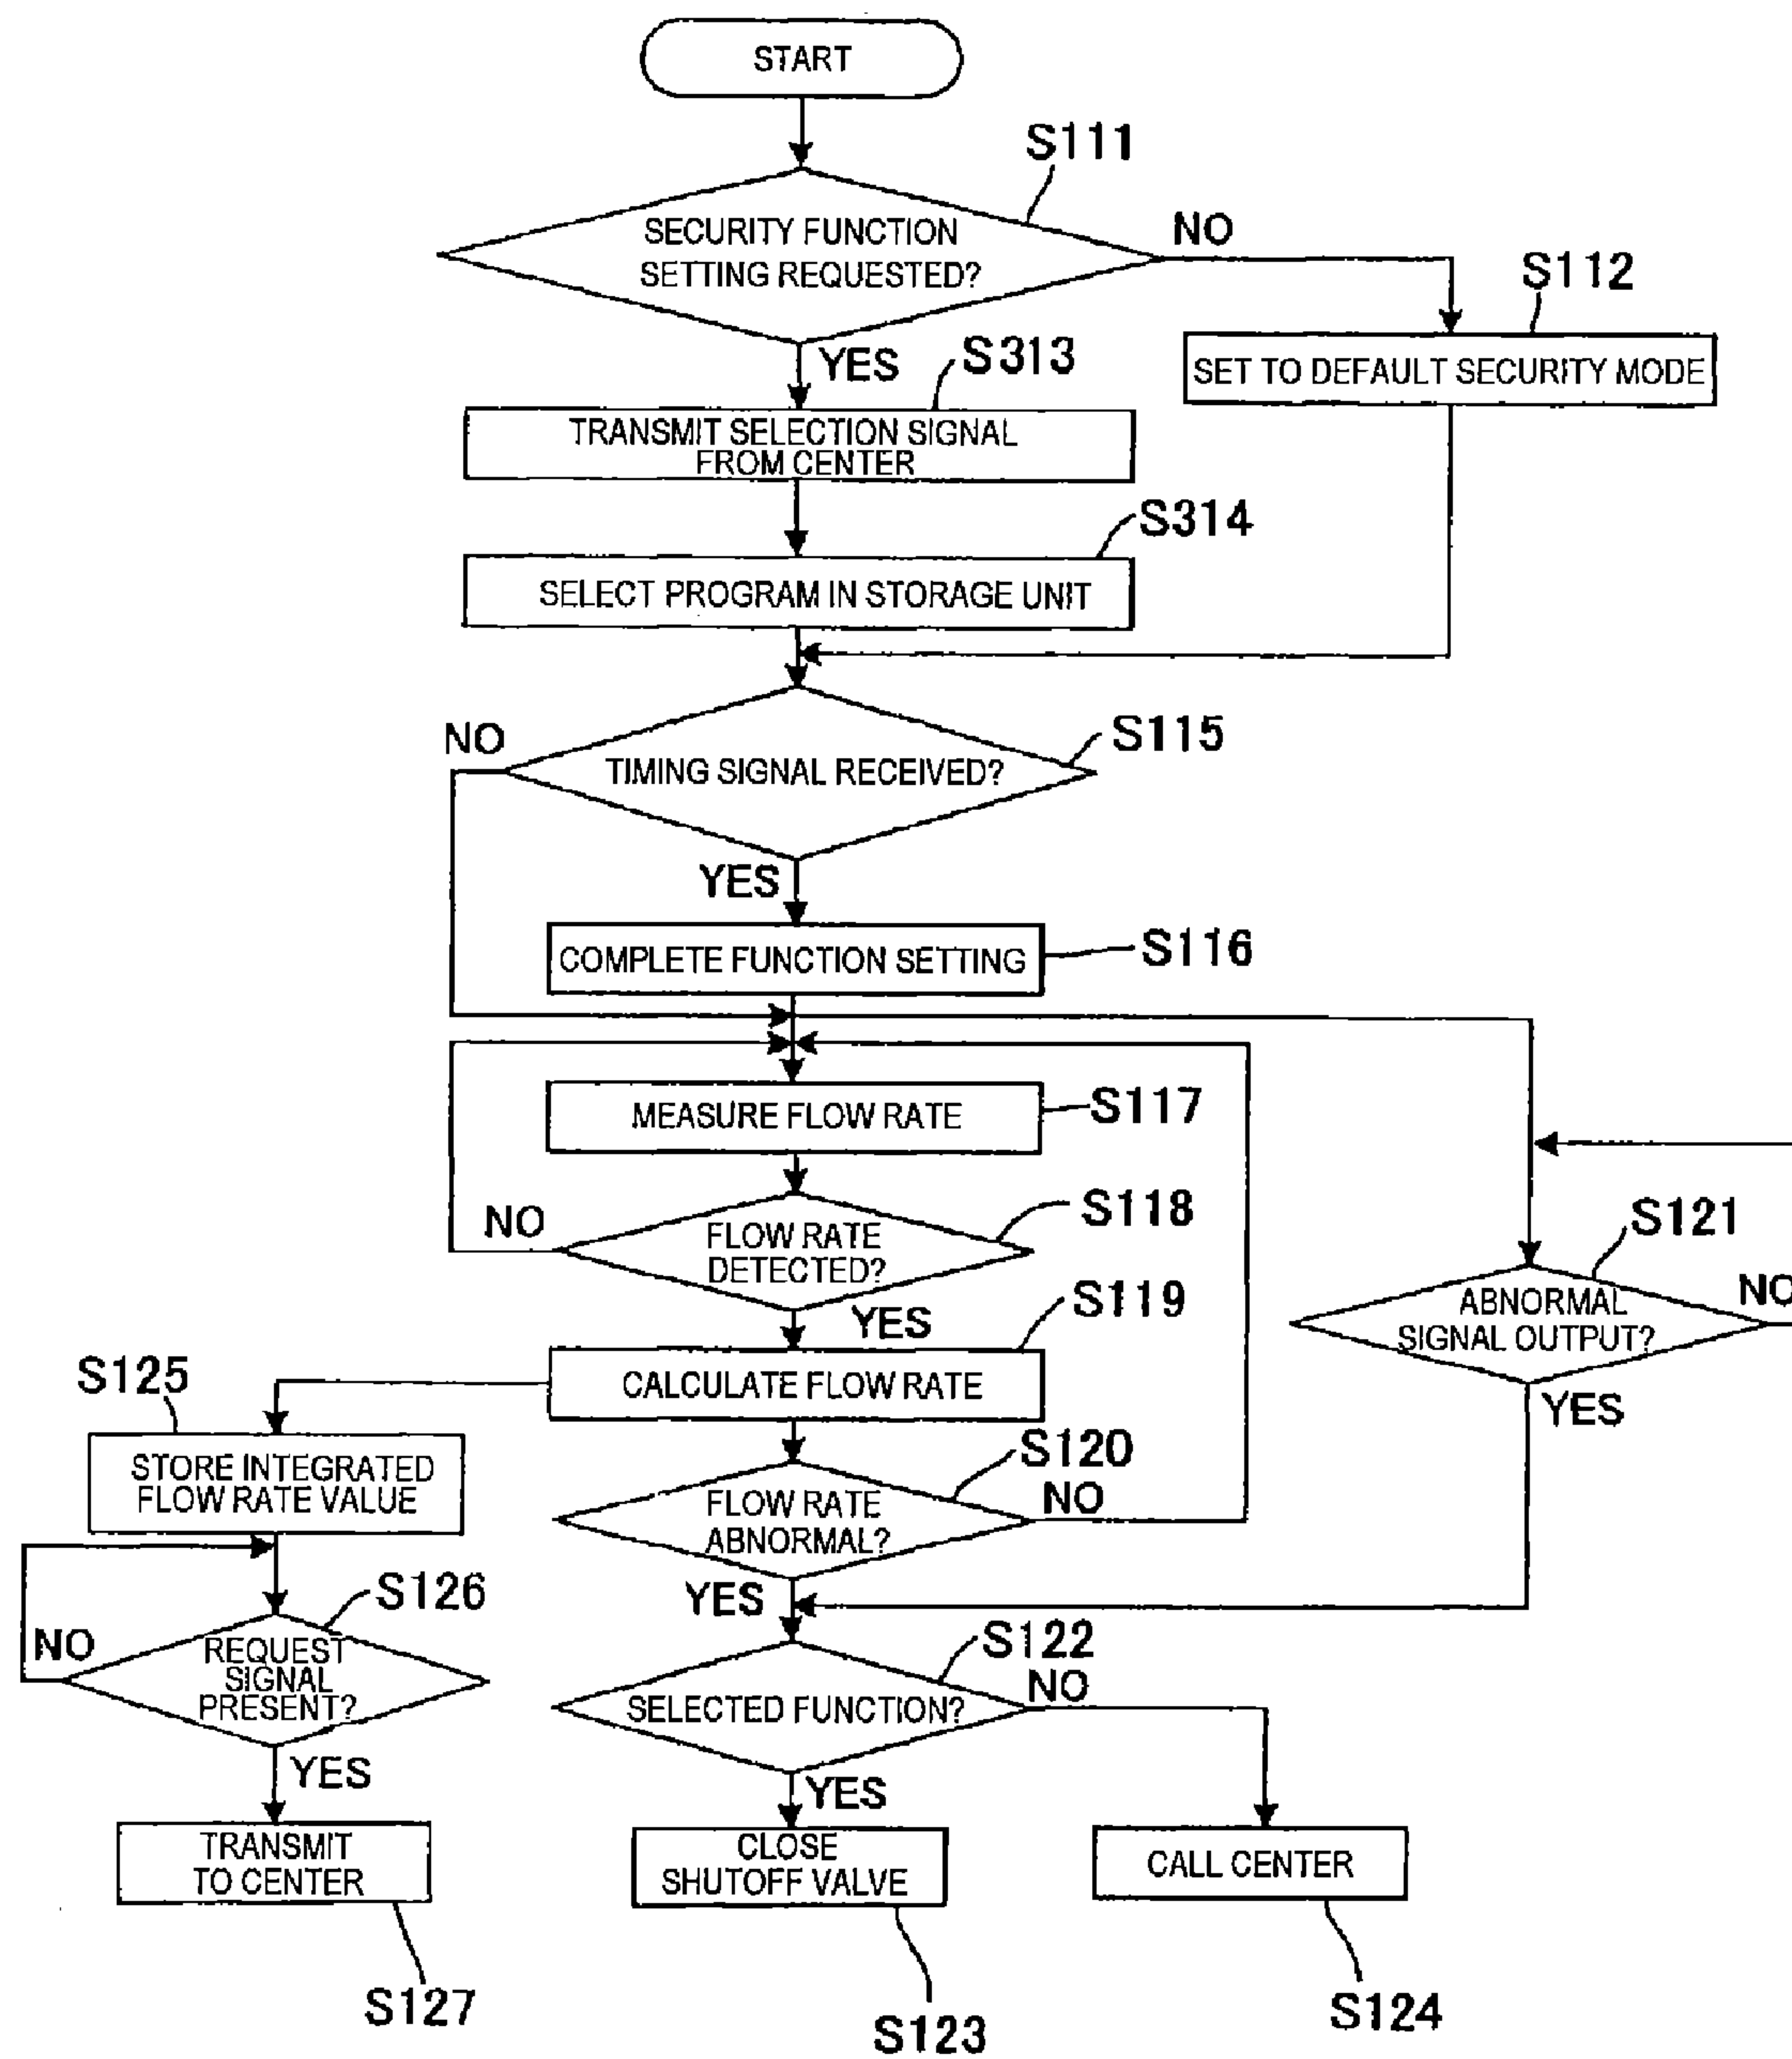 START
S111
SECURITY FUNCTION
SETTING REQUESTED?
NO
S112
SET TO DEFAULT SECURITY MODE
YES
S313
TRANSMIT SELECTION SIGNAL
FROM CENTER
S314
SELECT PROGRAM IN STORAGE UNIT
NO
S115
TIMING SIGNAL RECEIVED?
YES
COMPLETE FUNCTION SETTING
S116
MEASURE FLOW RATE
S117
NO
S118
FLOW RATE
DETECTED?
S121
ABNORMAL
SIGNAL OUTPUT?
NO
YES
YES
S119
CALCULATE FLOW RATE
S125
STORE INTEGRATED
FLOW RATE VALUE
S120
FLOW RATE
ABNORMAL?
NO
YES
S126
NO
REQUEST
SIGNAL
PRESENT?
YES
S122
SELECTED FUNCTION?
NO
YES
TRANSMIT
TO CENTER
CLOSE
SHUTOFF VALVE
CALL CENTER
S127
S123
S124